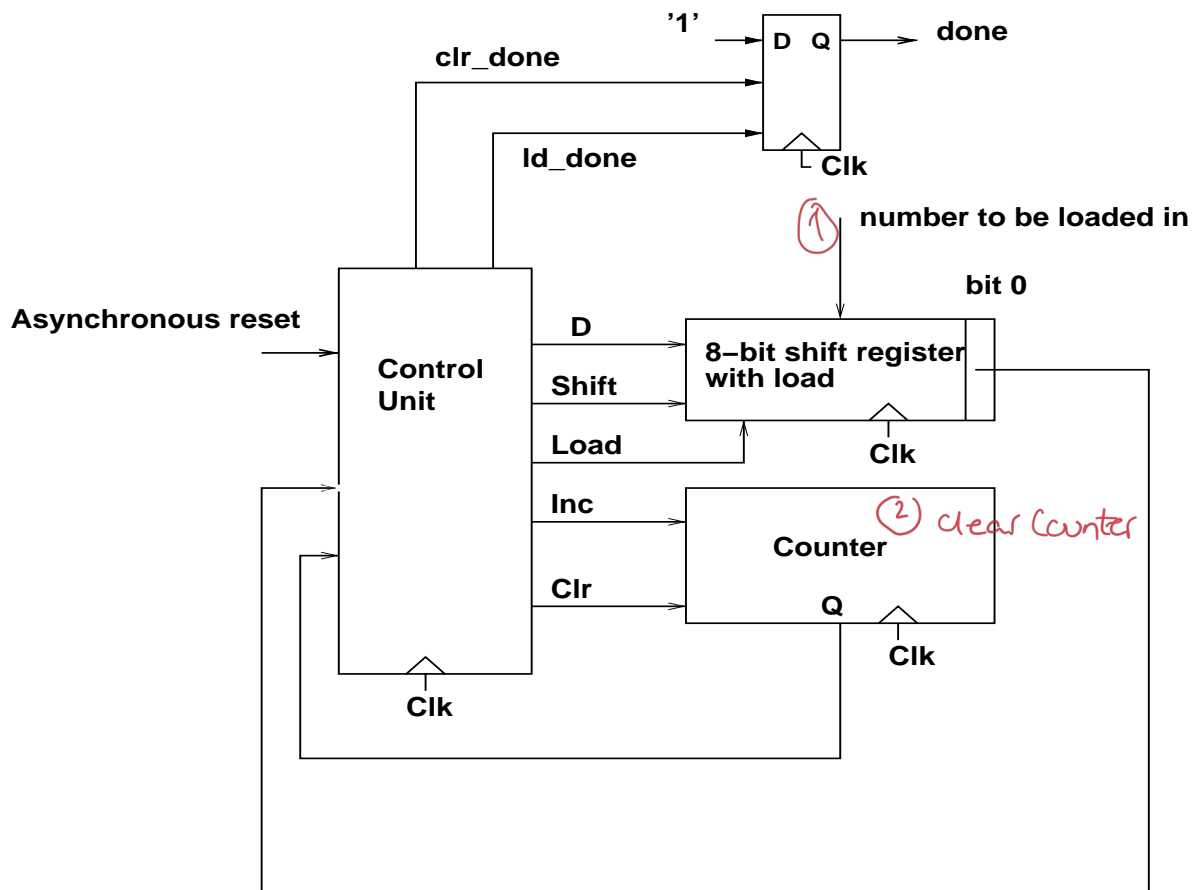 '1'
D Q
done
clr_done
ld_done
Clk
① number to be loaded in
bit 0
Asynchronous reset
D
8-bit shift register
with load
Control
Unit
Shift
Clk
Load
Inc
② clear Counter
Counter
Clr
Q
Clk
Clk